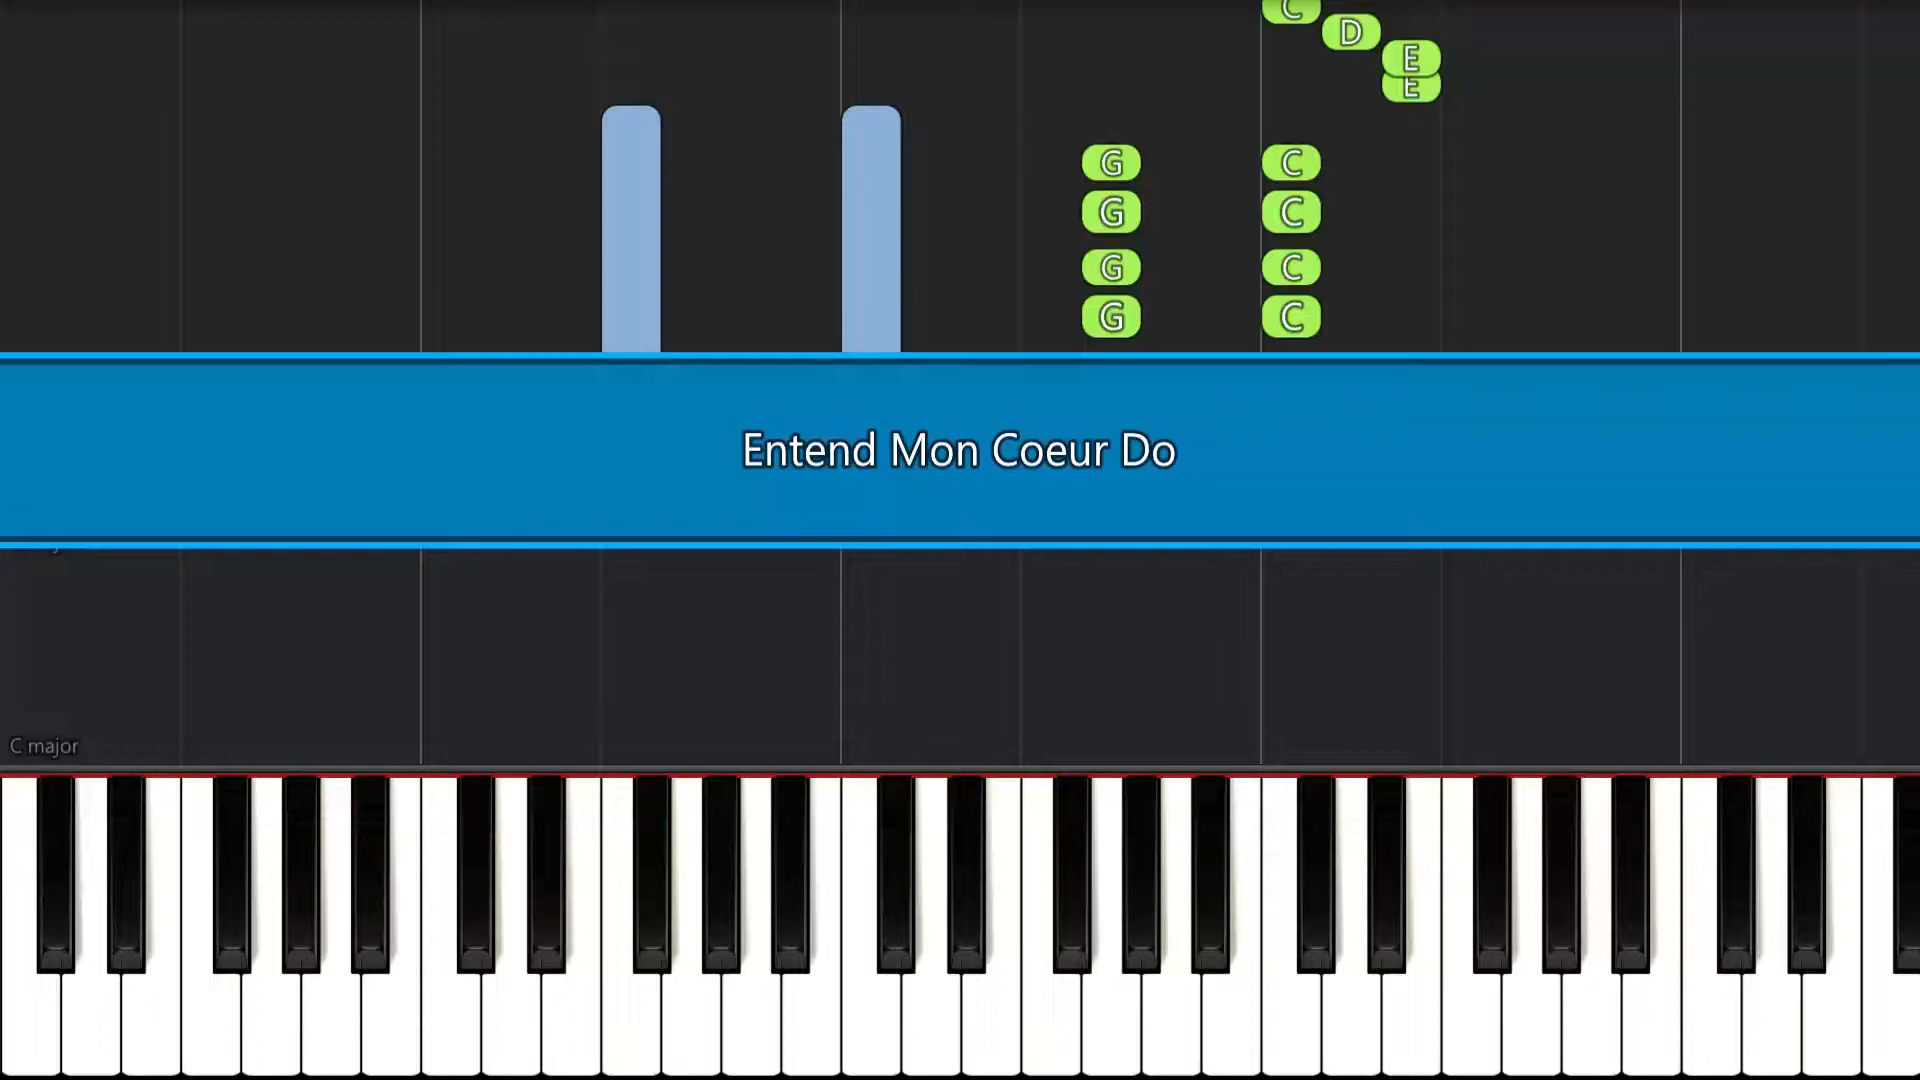 C
D
E
E
G C
G C
G C
G C
Entend Mon Coeur Do
C major